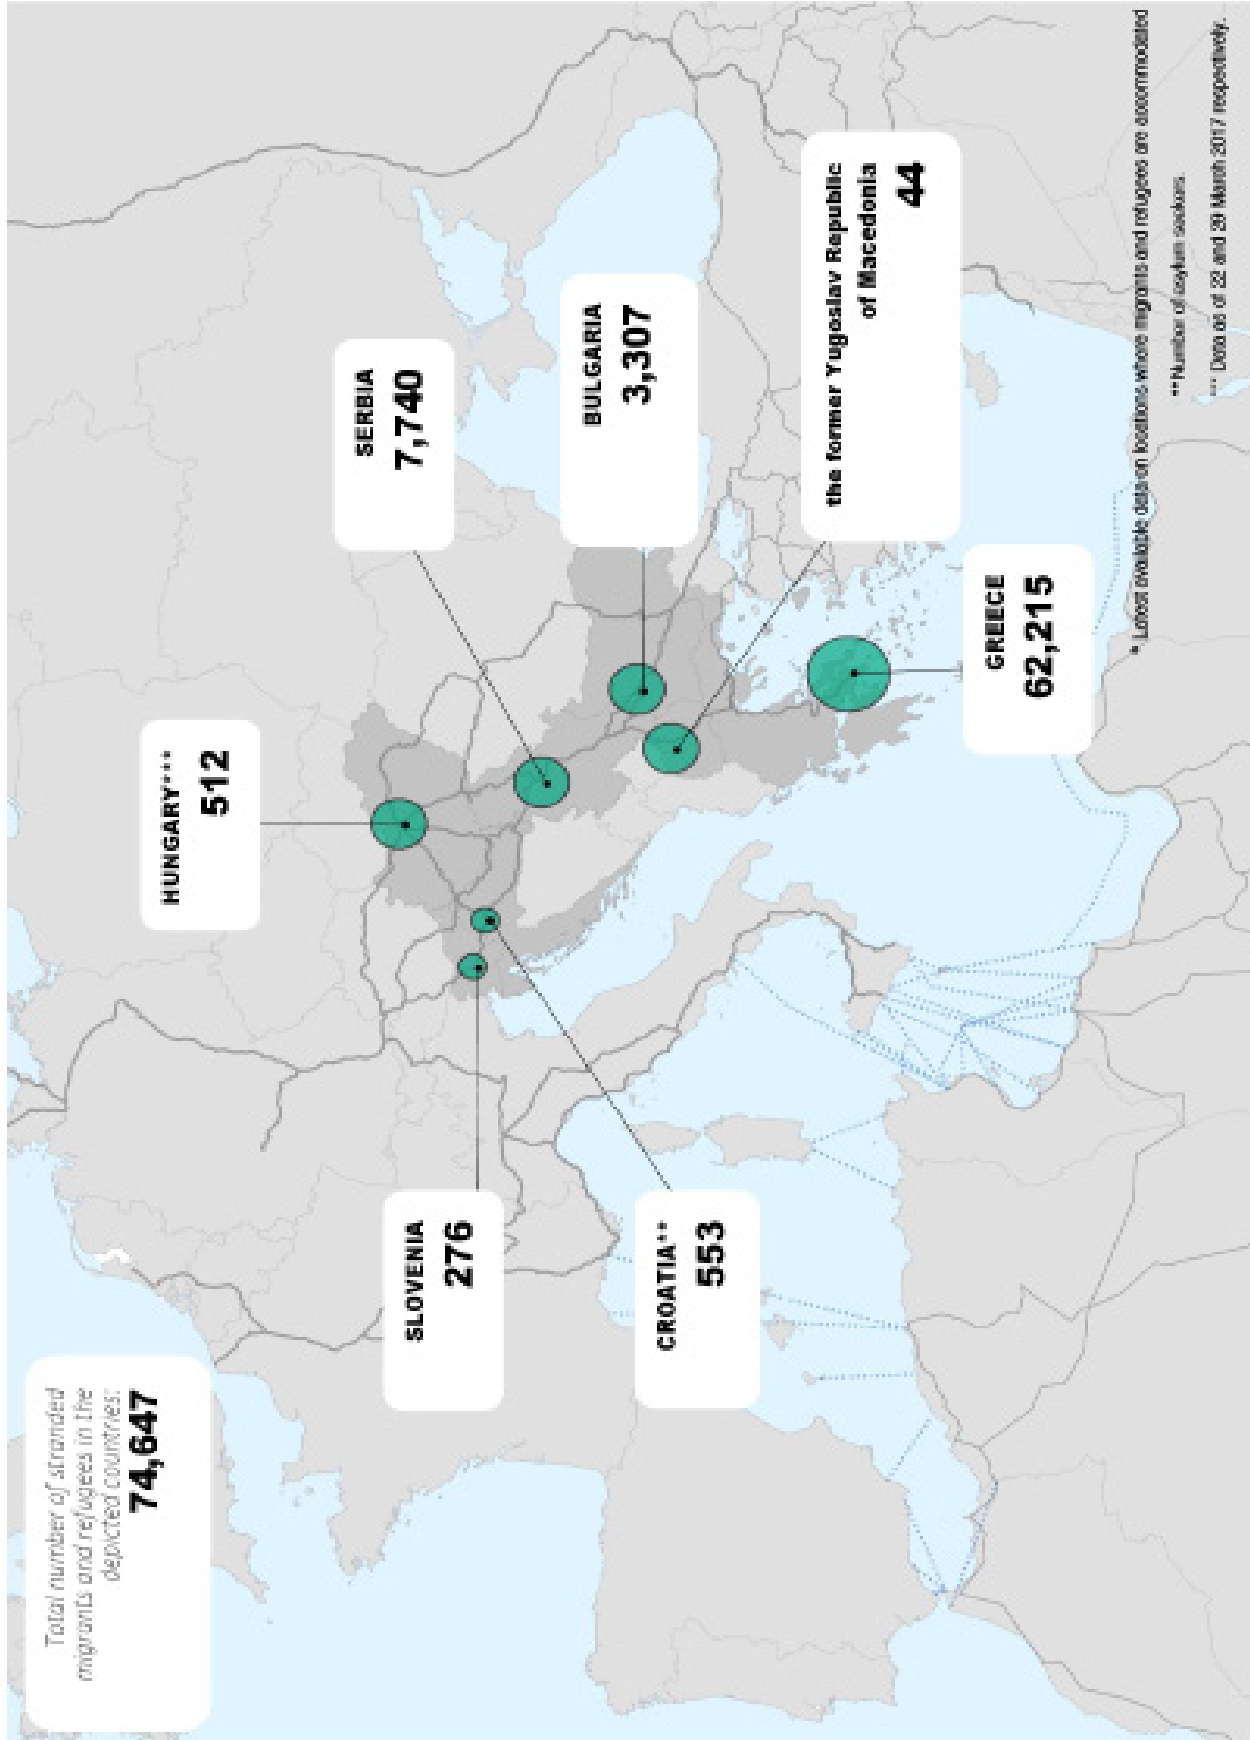 Total number of stranded
migrants and refugees in the
depicted countries:
74,647
HUNGARY***
512
SERBIA
7,740
SLOVENIA
276
BULGARIA
3,307
CROATIA**
553
the former Yugoslav Republic
of Macedonia
44
GREECE
62,215
* Latest available data on locations where migrants and refugees are accommodated
**Number of asylum seekers.
*** Data as of 22 and 30 March 2017 respectively.